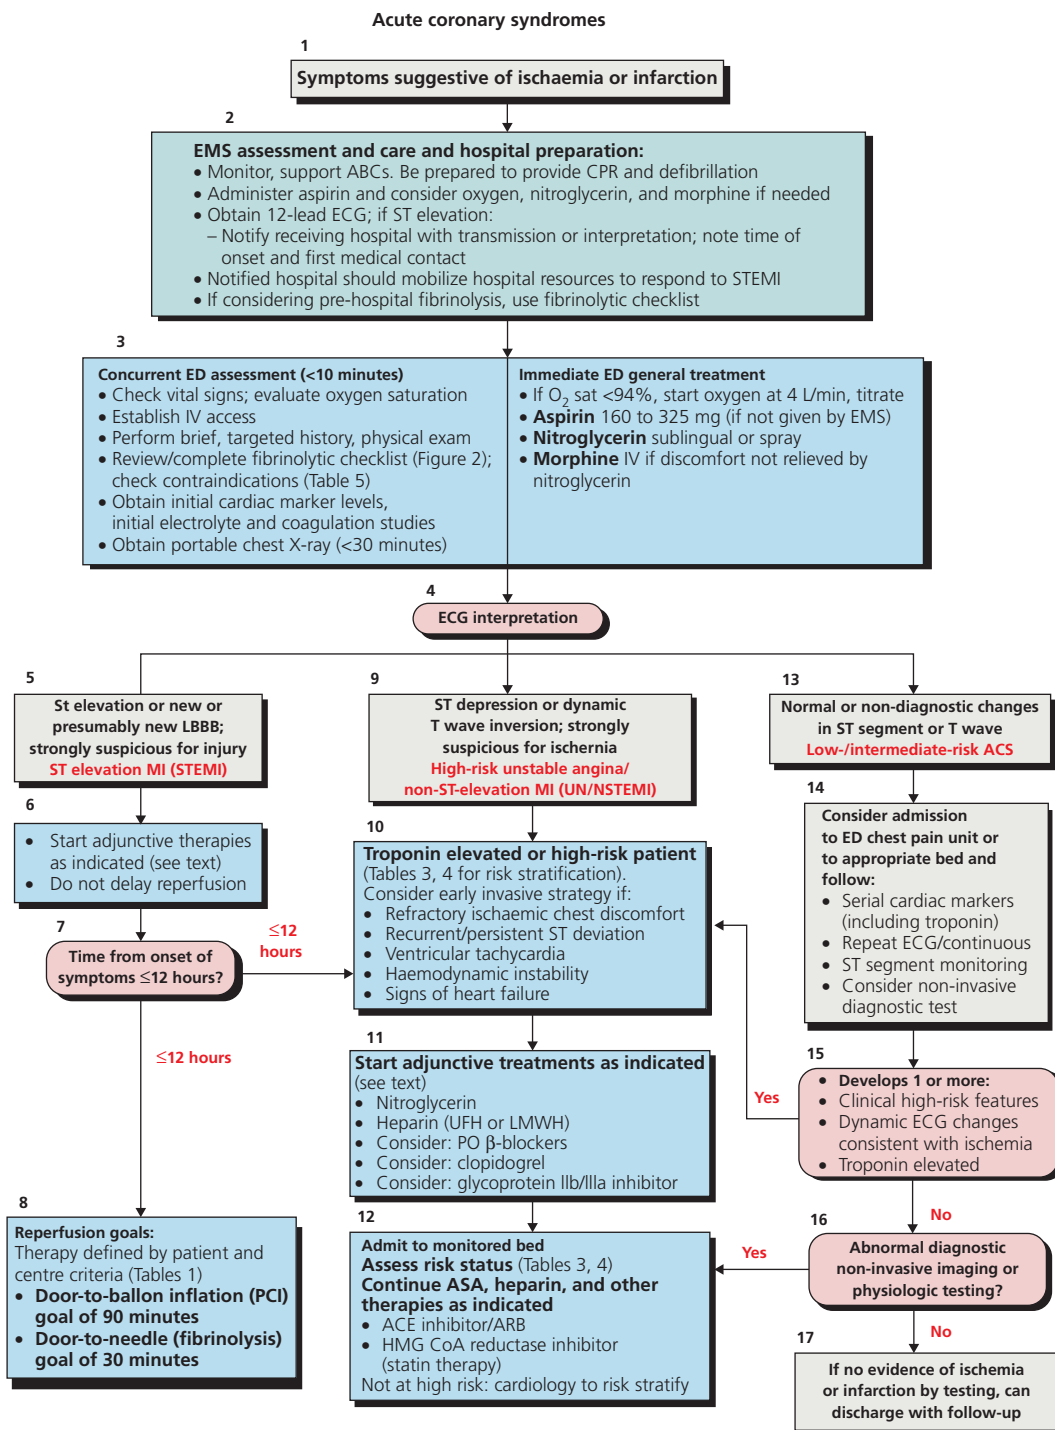 Acute coronary syndromes
1
Symptoms suggestive of ischaemia or infarction
2
EMS assessment and care and hospital preparation:
• Monitor, support ABCs. Be prepared to provide CPR and defibrillation
• Administer aspirin and consider oxygen, nitroglycerin, and morphine if needed
• Obtain 12-lead ECG; if ST elevation:
– Notify receiving hospital with transmission or interpretation; note time of
onset and first medical contact
• Notified hospital should mobilize hospital resources to respond to STEMI
• If considering pre-hospital fibrinolysis, use fibrinolytic checklist
3
Concurrent ED assessment (<10 minutes)
• Check vital signs; evaluate oxygen saturation
• Establish IV access
• Perform brief, targeted history, physical exam
• Review/complete fibrinolytic checklist (Figure 2);
check contraindications (Table 5)
• Obtain initial cardiac marker levels,
initial electrolyte and coagulation studies
• Obtain portable chest X-ray (<30 minutes)
Immediate ED general treatment
• If O2 sat <94%, start oxygen at 4 L/min, titrate
• Aspirin 160 to 325 mg (if not given by EMS)
• Nitroglycerin sublingual or spray
• Morphine IV if discomfort not relieved by
nitroglycerin
4
ECG interpretation
5
St elevation or new or
presumably new LBBB;
strongly suspicious for injury
ST elevation MI (STEMI)
6
• Start adjunctive therapies
as indicated (see text)
• Do not delay reperfusion
7
Time from onset of
symptoms ≤12 hours?
≤12
hours
≤12 hours
8
Reperfusion goals:
Therapy defined by patient and
centre criteria (Tables 1)
• Door-to-ballon inflation (PCI)
goal of 90 minutes
• Door-to-needle (fibrinolysis)
goal of 30 minutes
9
ST depression or dynamic
T wave inversion; strongly
suspicious for ischernia
High-risk unstable angina/
non-ST-elevation MI (UN/NSTEMI)
10
Troponin elevated or high-risk patient
(Tables 3, 4 for risk stratification).
Consider early invasive strategy if:
• Refractory ischaemic chest discomfort
• Recurrent/persistent ST deviation
• Ventricular tachycardia
• Haemodynamic instability
• Signs of heart failure
11
Start adjunctive treatments as indicated
(see text)
• Nitroglycerin
• Heparin (UFH or LMWH)
• Consider: PO β-blockers
• Consider: clopidogrel
• Consider: glycoprotein llb/llla inhibitor
12
Admit to monitored bed
Assess risk status (Tables 3, 4)
Continue ASA, heparin, and other
therapies as indicated
• ACE inhibitor/ARB
• HMG CoA reductase inhibitor
(statin therapy)
Not at high risk: cardiology to risk stratify
13
Normal or non-diagnostic changes
in ST segment or T wave
Low-/intermediate-risk ACS
14
Consider admission
to ED chest pain unit or
to appropriate bed and
follow:
• Serial cardiac markers
(including troponin)
• Repeat ECG/continuous
• ST segment monitoring
• Consider non-invasive
diagnostic test
15
• Develops 1 or more:
• Clinical high-risk features
• Dynamic ECG changes
consistent with ischemia
• Troponin elevated
Yes
No
16
Abnormal diagnostic
non-invasive imaging or
physiologic testing?
Yes
No
17
If no evidence of ischemia
or infarction by testing, can
discharge with follow-up